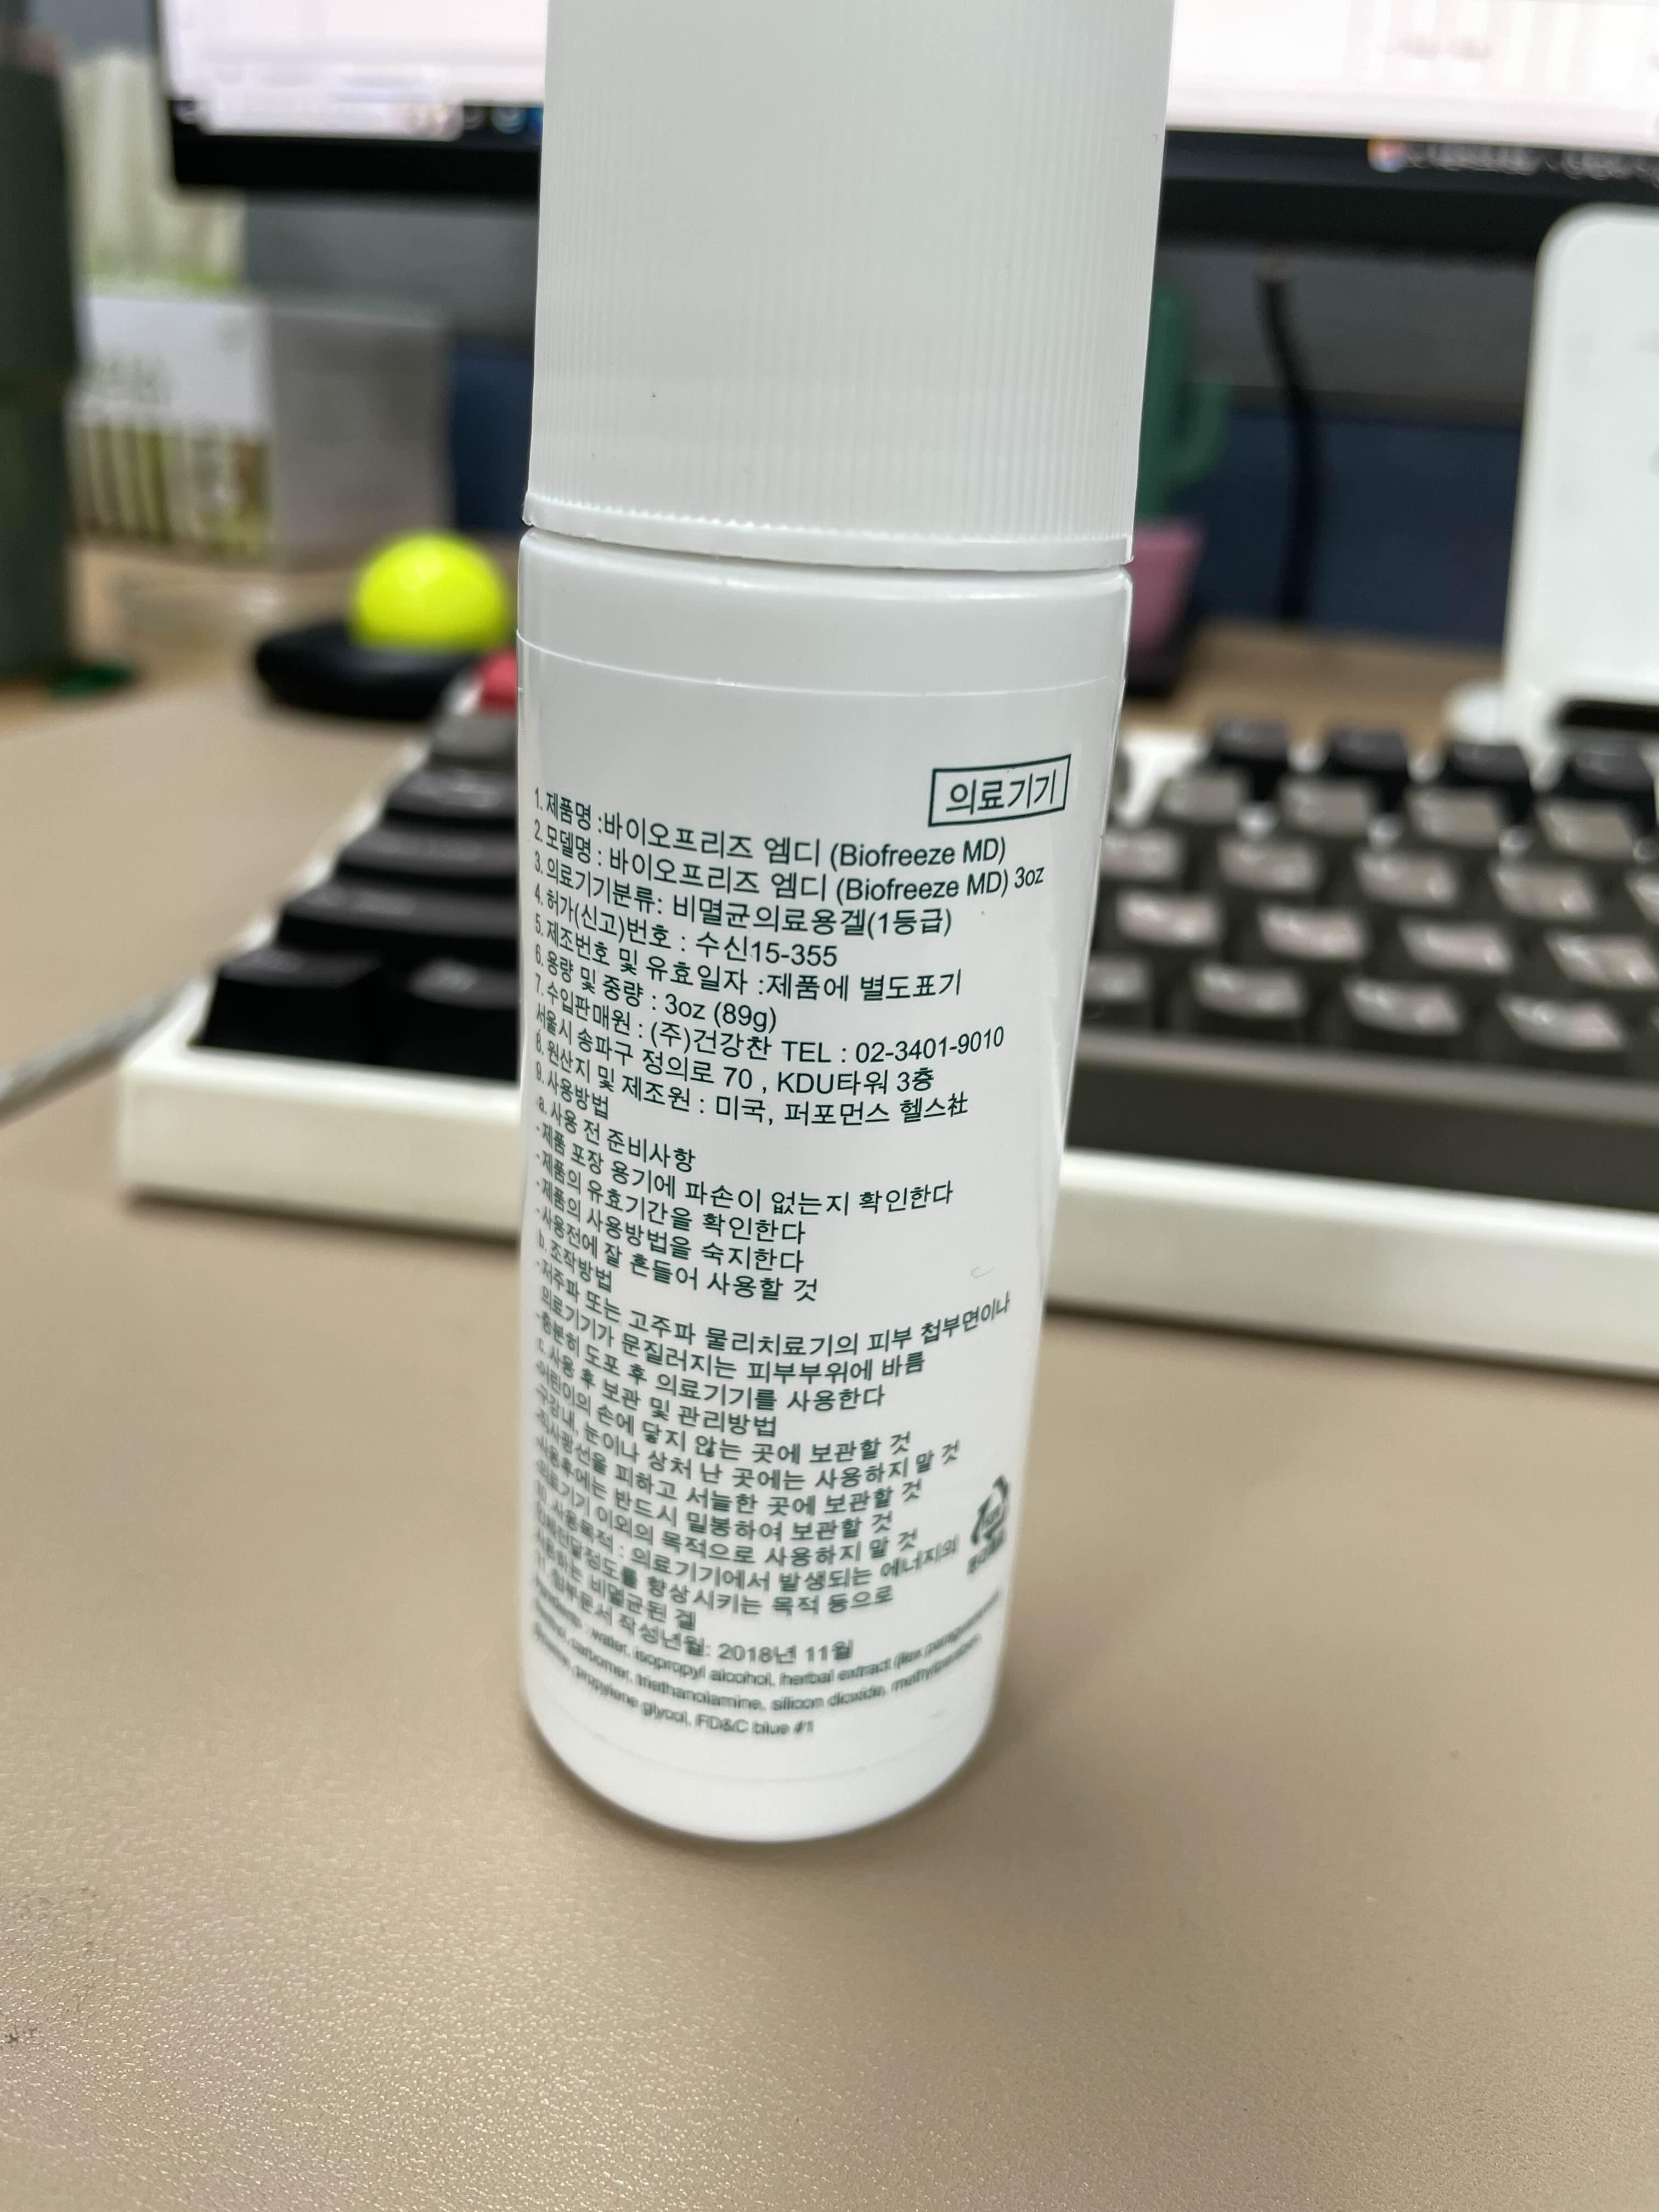 의료기기
1. 제품명 :바이오프리즈 엠디 (Biofreeze MD)
2. 모델명 : 바이오프리즈 엠디 (Biofreeze MD) 3oz
3. 의료기기분류: 비멸균의료용겔(1등급)
4. 허가(신고)번호 : 수신15-355
5. 제조번호 및 유효일자 :제품에 별도표기
6. 용량 및 중량 : 3oz (89g)
7. 수입판매원 : (주)건강찬 TEL : 02-3401-9010
서울시 송파구 정의로 70 , KDU타워 3층
8. 원산지 및 제조원 : 미국, 퍼포먼스 헬스社
9. 사용방법
a. 사용 전 준비사항
-제품 포장 용기에 파손이 없는지 확인한다
-제품의 유효기간을 확인한다
-제품의 사용방법을 숙지한다
-사용전에 잘 흔들어 사용할 것
b. 조작방법
-저주파 또는 고주파 물리치료기의 피부 첩부면이나
의료기기가 문질러지는 피부부위에 바름
-충분히 도포 후 의료기기를 사용한다
c. 사용 후 보관 및 관리방법
-어린이의 손에 닿지 않는 곳에 보관할 것
-구강내, 눈이나 상처 난 곳에는 사용하지 말 것
-직사광선을 피하고 서늘한 곳에 보관할 것
-사용후에는 반드시 밀봉하여 보관할 것
-의료기기 이외의 목적으로 사용하지 말 것
10. 사용목적 : 의료기기에서 발생되는 에너지의
인체전달정도를 향상시키는 목적 등으로
사용하는 비멸균된 겔
11. 첨부문서 작성년월: 2018년 11월
water, isopropyl alcohol, herbal extract (ilex
carbomer, triethanolamine, silicon dioxide, methylparaben,
propylene glycol, FD&C blue #1